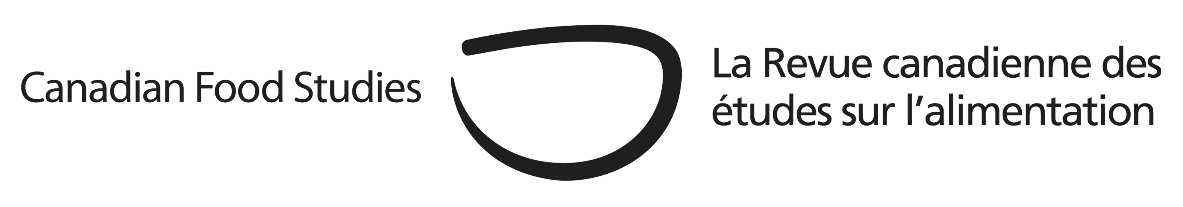 Canadian Food Studies
La Revue canadienne des
études sur l’alimentation